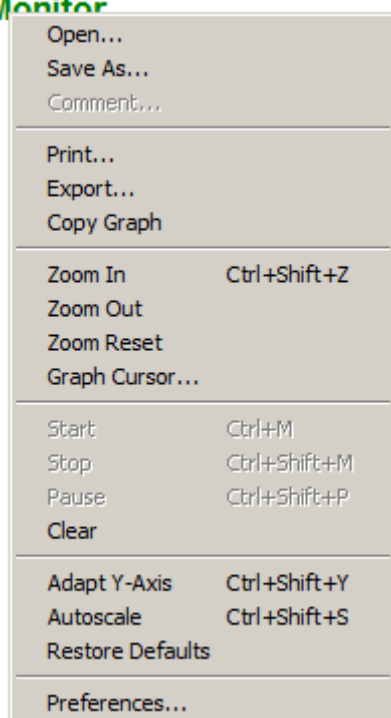 Monitor
Open...
Save As...
Comment...
Print...
Export...
Copy Graph
Zoom In Ctrl+Shift+Z
Zoom Out
Zoom Reset
Graph Cursor...
Start Ctrl+M
Stop Ctrl+Shift+M
Pause Ctrl+Shift+P
Clear
Adapt Y-Axis Ctrl+Shift+Y
Autoscale Ctrl+Shift+S
Restore Defaults
Preferences...